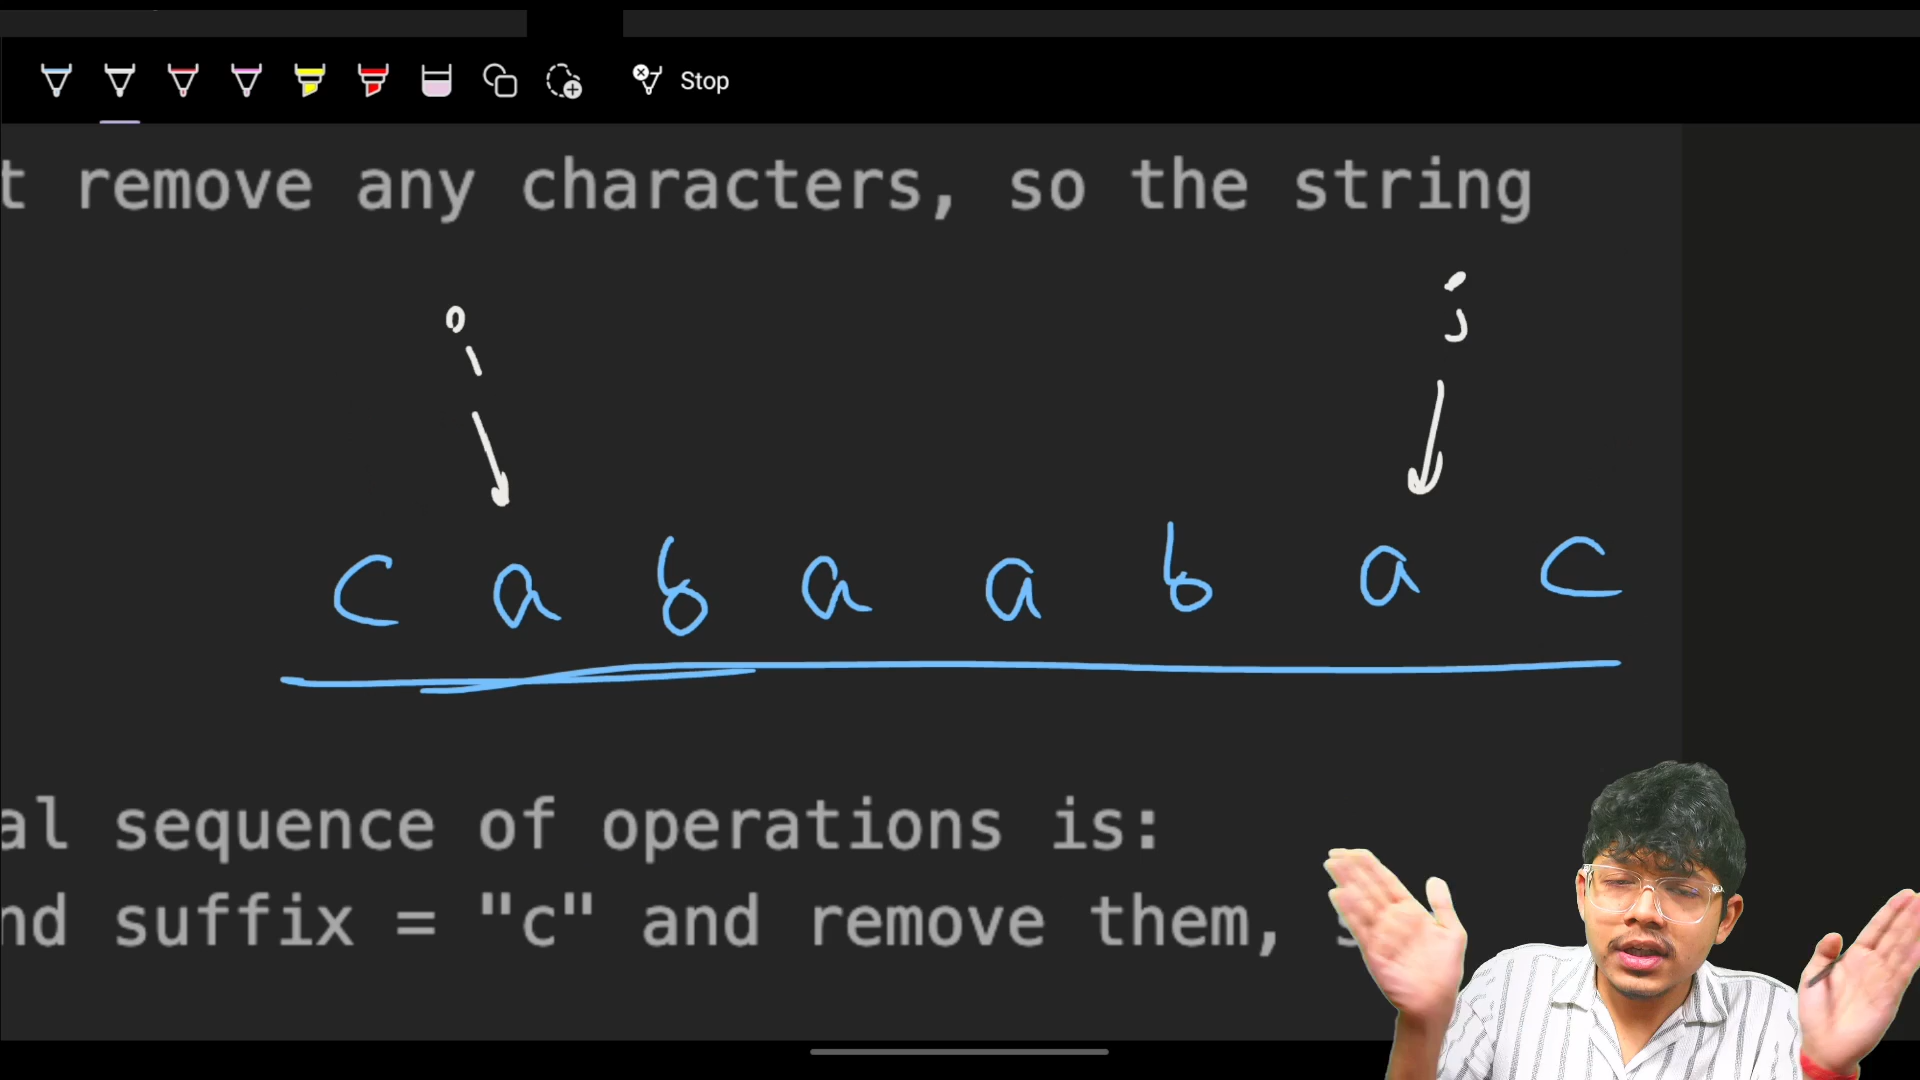 Stop
t remove any characters, so the string
i j
c a b a a b a c
al sequence of operations is:
nd suffix = "c" and remove them, s